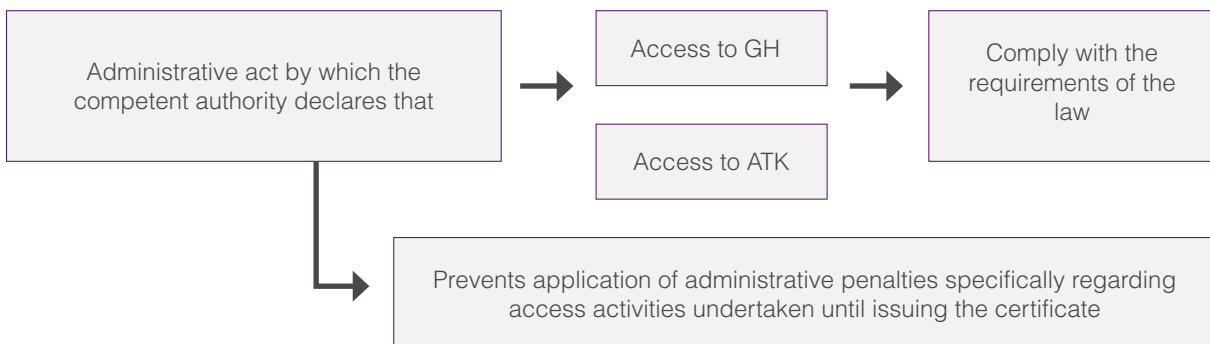 Administrative act by which the
competent authority declares that
Access to GH
Access to ATK
Comply with the
requirements of the
law
Prevents application of administrative penalties specifically regarding
access activities undertaken until issuing the certificate